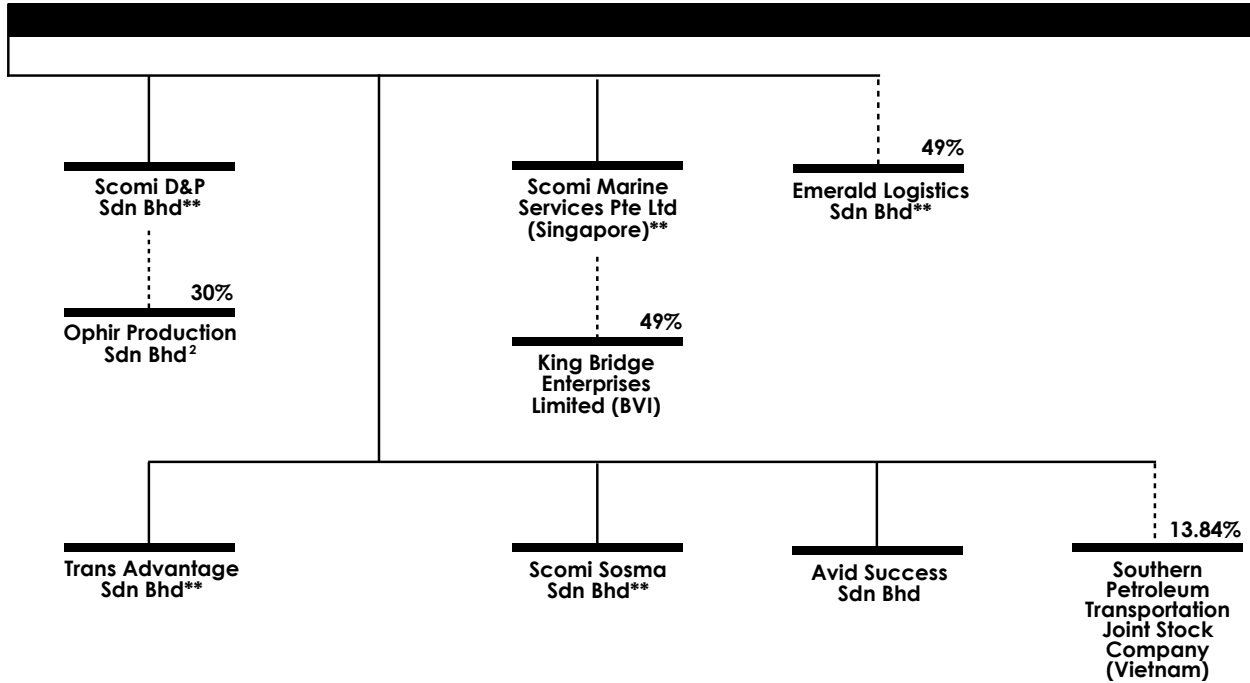 49%
Scomi D&P
Sdn Bhd**
Scomi Marine
Services Pte Ltd
(Singapore)**
Emerald Logistics
Sdn Bhd**
30%
Ophir Production
Sdn Bhd²
49%
King Bridge
Enterprises
Limited (BVI)
13.84%
Trans Advantage
Sdn Bhd**
Scomi Sosma
Sdn Bhd**
Avid Success
Sdn Bhd
Southern
Petroleum
Transportation
Joint Stock
Company
(Vietnam)